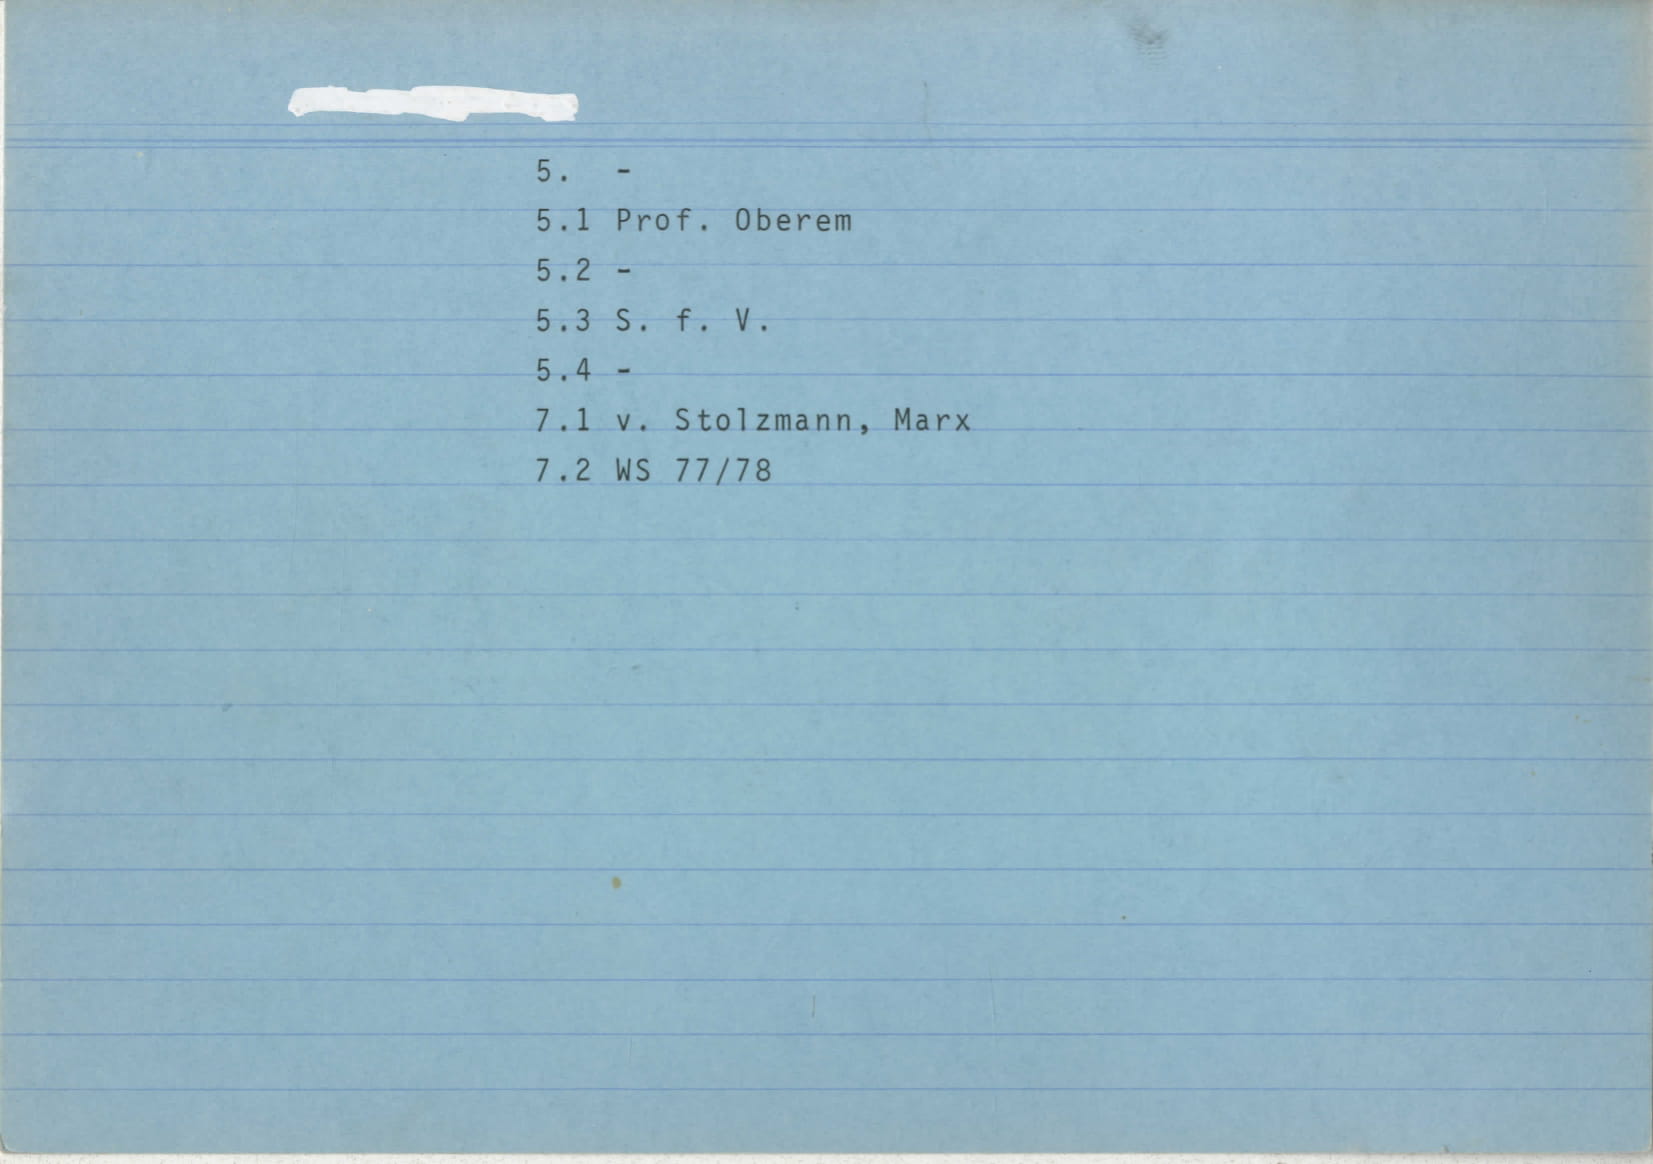 5. -
5.1 Prof. Oberem
5.2 -
5.3 S. f. V.
5.4 -
7.1 v. Stolzmann, Marx
7.2 WS 77/78